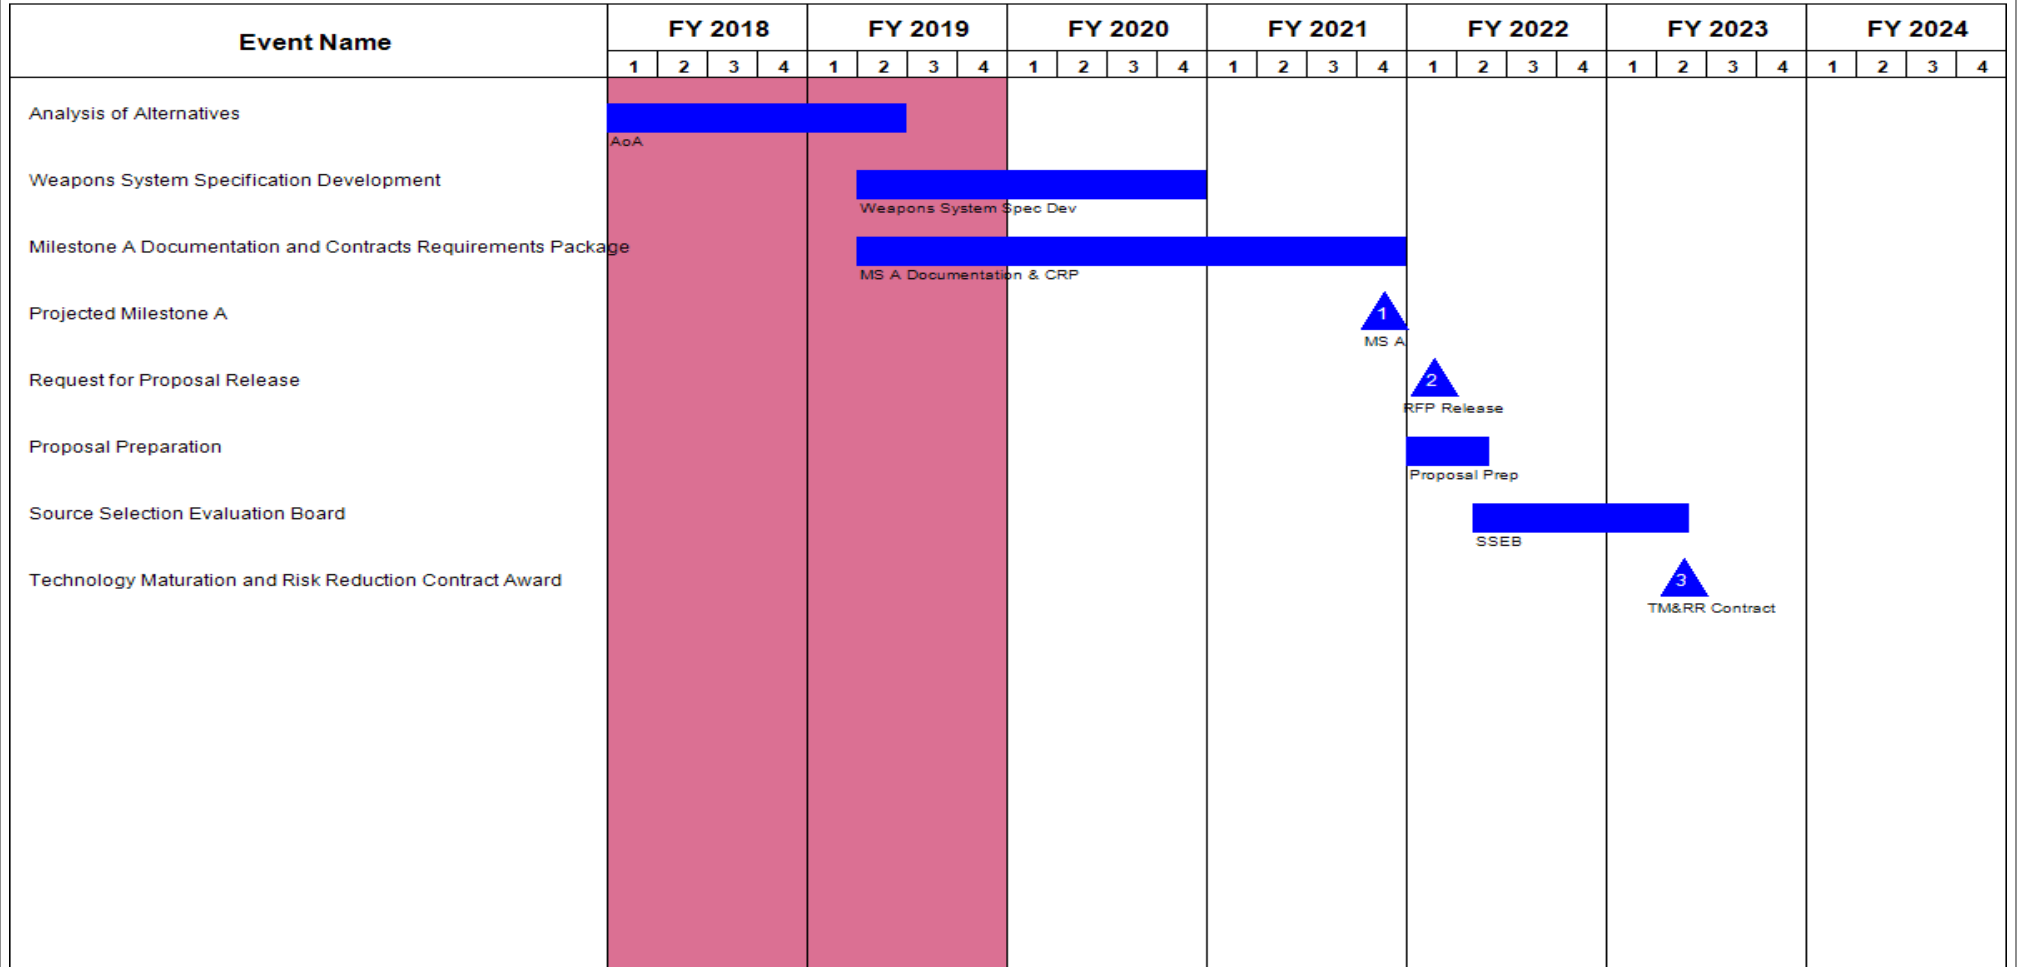 Event Name FY 2018 FY 2019 FY 2020 FY 2021 FY 2022 FY 2023 FY 2024
1 2 3 4 1 2 3 4 1 2 3 4 1 2 3 4 1 2 3 4 1 2 3 4 1 2 3 4
Analysis of Alternatives
AoA
Weapons System Specification Development
Weapons System Spec Dev
Milestone A Documentation and Contracts Requirements Package
MS A Documentation & CRP
Projected Milestone A 1
MS A
Request for Proposal Release 2
RFP Release
Proposal Preparation
Proposal Prep
Source Selection Evaluation Board
SSEB
Technology Maturation and Risk Reduction Contract Award 3
TM&RR Contract